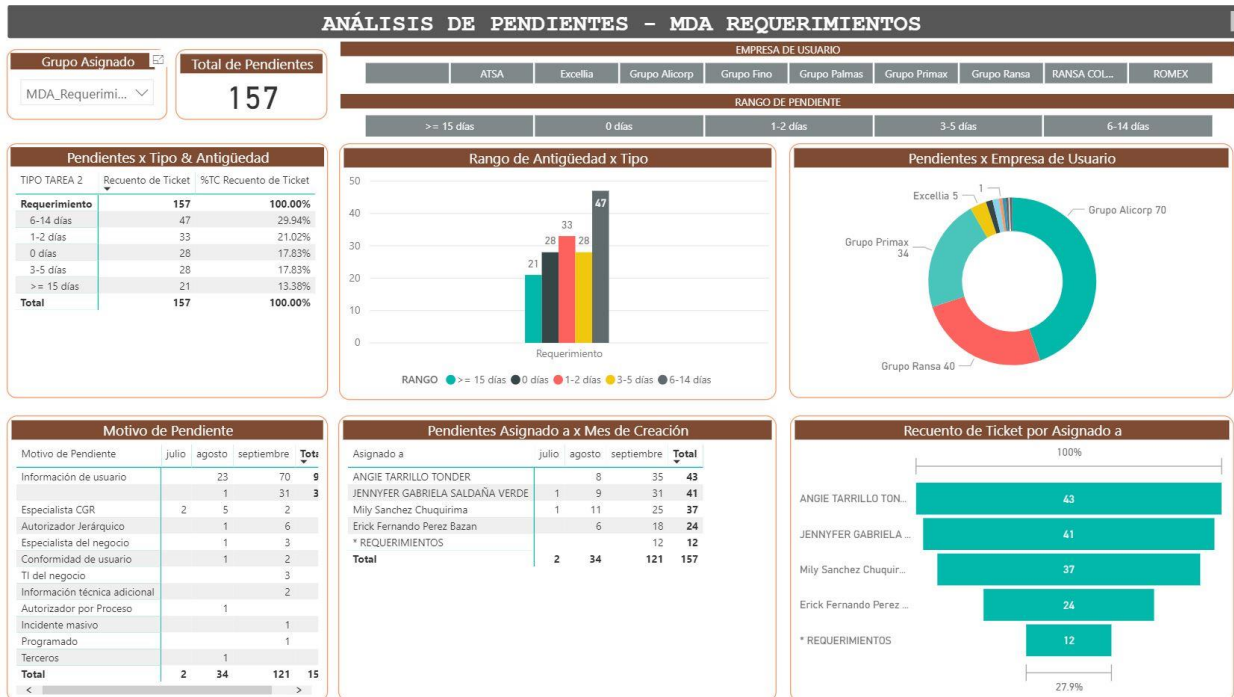 ANÁLISIS DE PENDIENTES - MDA REQUERIMIENTOS
Grupo Asignado
MDA_Requerimi...
Total de Pendientes
157
EMPRESA DE USUARIO
ATSA Excellia Grupo Alicorp Grupo Fino Grupo Palmas Grupo Primax Grupo Ransa RANSA COL... ROMEX
RANGO DE PENDIENTE
>= 15 días 0 días 1-2 días 3-5 días 6-14 días
Pendientes x Tipo & Antigüedad
TIPO TAREA 2 Recuento de Ticket %TC Recuento de Ticket
Requerimiento 157 100.00%
6-14 días 47 29.94%
1-2 días 33 21.02%
0 días 28 17.83%
3-5 días 28 17.83%
>= 15 días 21 13.38%
Total 157 100.00%
Rango de Antigüedad x Tipo
50
40
30
20
10
0
21
28
33
28
47
Requerimiento
RANGO >= 15 días 0 días 1-2 días 3-5 días 6-14 días
Pendientes x Empresa de Usuario
1
Excellia 5
Grupo Alicorp 70
Grupo Primax
34
Grupo Ransa 40
Motivo de Pendiente
Motivo de Pendiente julio agosto septiembre Tota
Información de usuario 23 70 9
1 31 3
Especialista CGR 2 5 2
Autorizador Jerárquico 1 6
Especialista del negocio 1 3
Conformidad de usuario 1 2
TI del negocio 3
Información técnica adicional 2
Autorizador por Proceso 1
Incidente masivo 1
Programado 1
Terceros 1
Total 2 34 121 15
Pendientes Asignado a x Mes de Creación
Asignado a julio agosto septiembre Total
ANGIE TARRILLO TONDER 8 35 43
JENNYFER GABRIELA SALDAÑA VERDE 1 9 31 41
Mily Sanchez Chuquirima 1 11 25 37
Erick Fernando Perez Bazan 6 18 24
* REQUERIMIENTOS 12 12
Total 2 34 121 157
Recuento de Ticket por Asignado a
100%
ANGIE TARRILLO TON... 43
JENNYFER GABRIELA ... 41
Mily Sanchez Chuquir... 37
Erick Fernando Perez ... 24
* REQUERIMIENTOS 12
27.9%